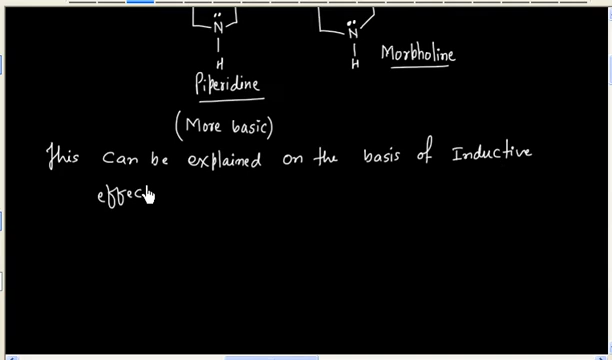 N N
H H
Morpholine
Piperidine
(More basic)
This can be explained on the basis of Inductive
effec